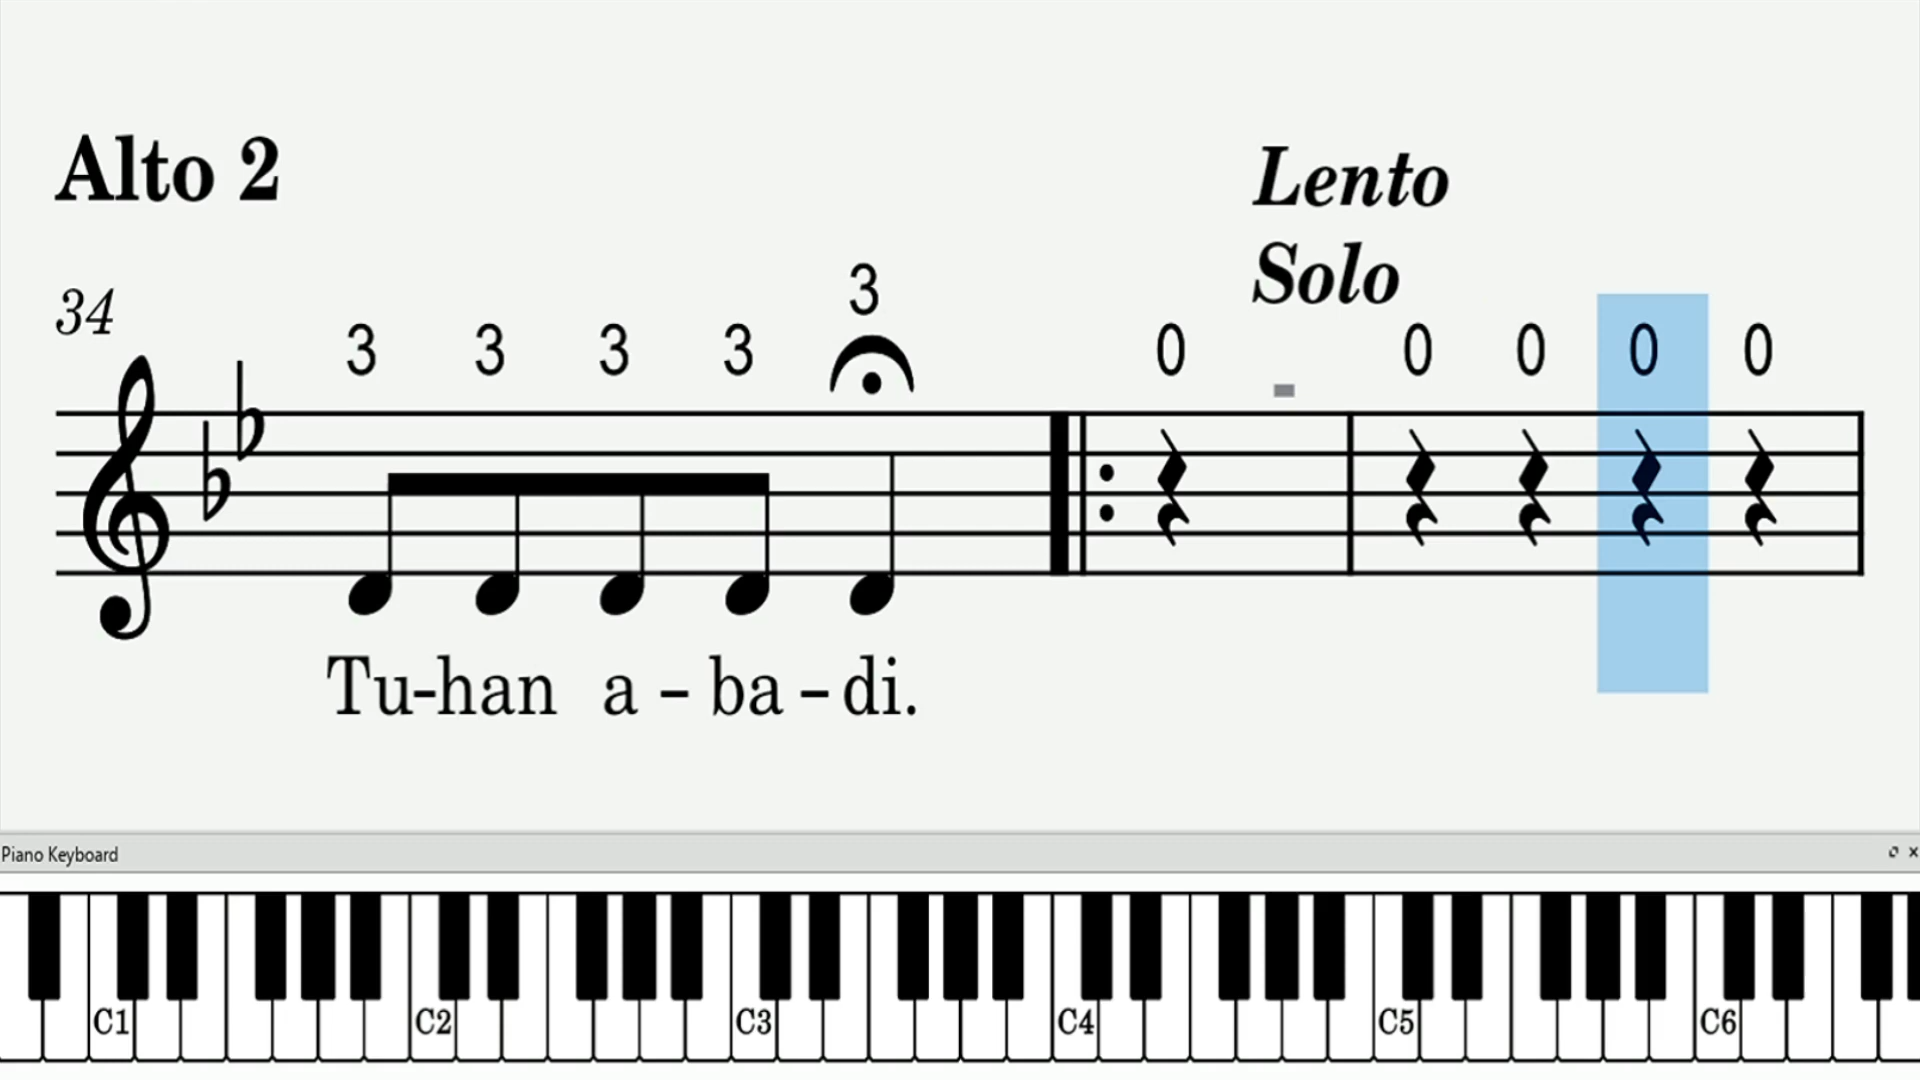 Alto 2
Lento
Solo
34
3
3 3 3 3 0 0 0 0 0
Tu-han a - ba - di.
Piano Keyboard
C1 C2 C3 C4 C5 C6